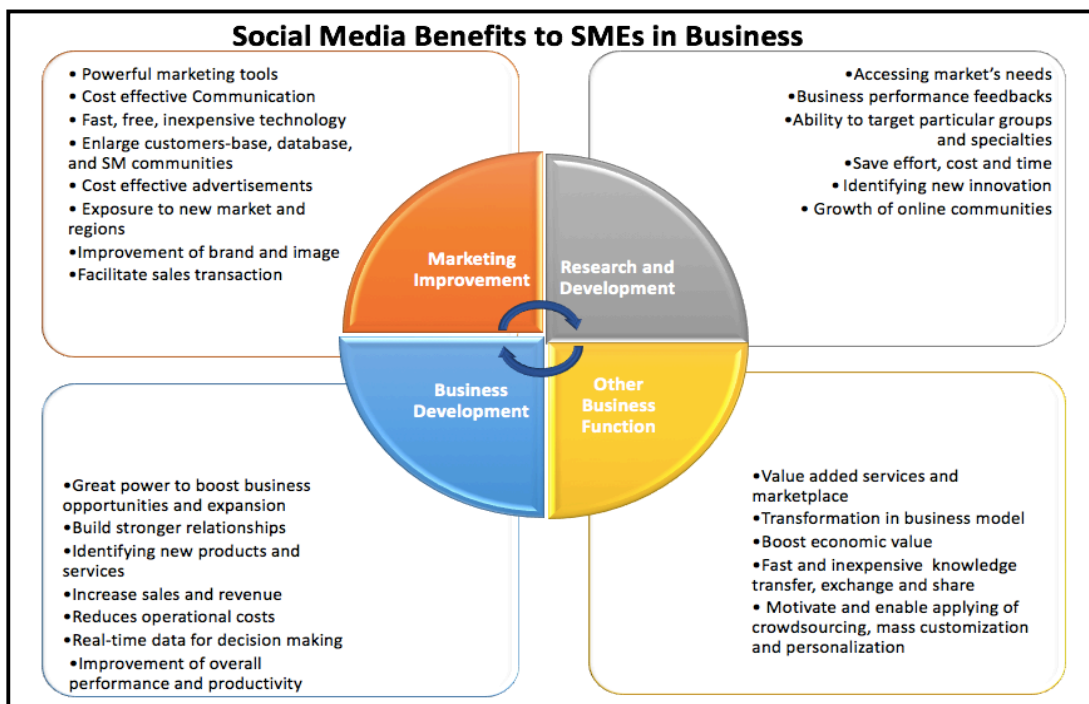 Social Media Benefits to SMEs in Business
• Powerful marketing tools
• Cost effective Communication
• Fast, free, inexpensive technology
• Enlarge customers-base, database,
and SM communities
• Cost effective advertisements
• Exposure to new market and
regions
•Improvement of brand and image
•Facilitate sales transaction
•Accessing market's needs
•Business performance feedbacks
•Ability to target particular groups
and specialties
•Save effort, cost and time
•Identifying new innovation
• Growth of online communities
Marketing
Improvement
Research and
Development
Business
Development
Other
Business
Function
•Great power to boost business
opportunities and expansion
•Build stronger relationships
•Identifying new products and
services
•Increase sales and revenue
•Reduces operational costs
•Real-time data for decision making
•Improvement of overall
performance and productivity
•Value added services and
marketplace
•Transformation in business model
•Boost economic value
•Fast and inexpensive knowledge
transfer, exchange and share
• Motivate and enable applying of
crowdsourcing, mass customization
and personalization